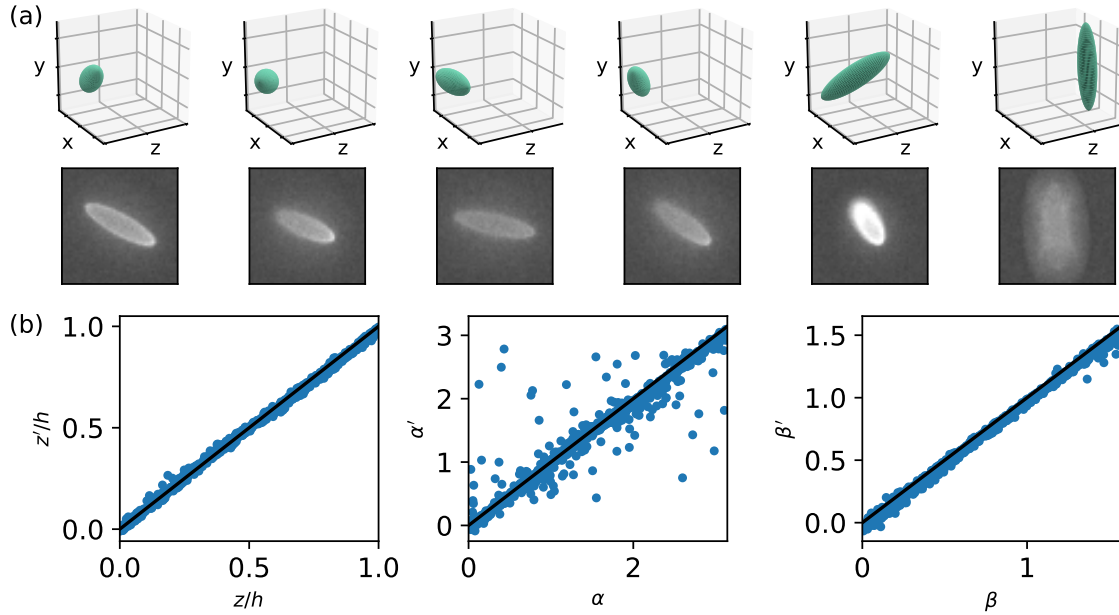 (a)
y x z
y x z
y x z
y x z
y x z
y x z
(b)
1.0
0.5
0.0
z′/h
0.0 0.5 1.0
z/h
3
2
1
0
α′
0 2
α
1.5
1.0
0.5
0.0
β′
0 1
β